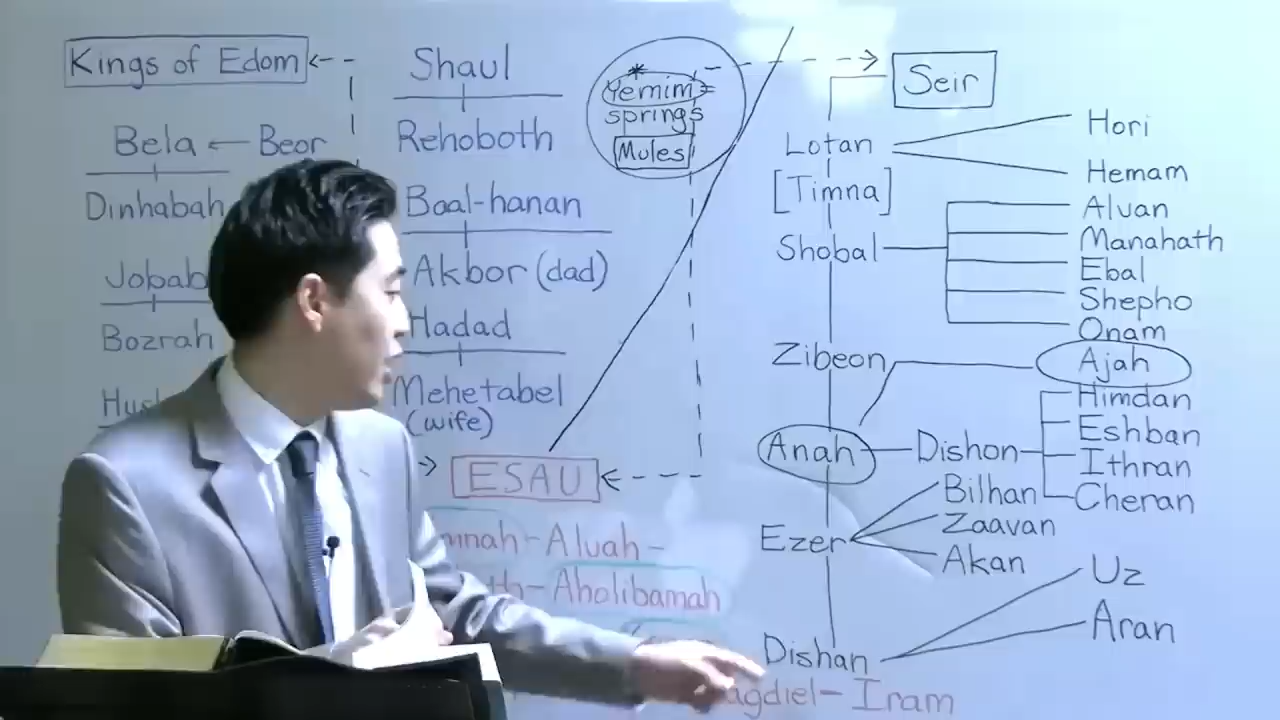 Kings of Edom
Bela ← Beor
Dinhabah
Jobab
Bozrah
Shaul
Rehoboth
Baal-hanan
Akbor (dad)
Hadad
Mehetabel
(wife)
*
Yemim=
springs
Mules
ESAU
Aluah-
Aholibamah
Iram
Seir
Lotan
Hori
Hemam
[Timna]
Shobal
Alvan
Manahath
Ebal
Shepho
Onam
Zibeon
Ajah
Anah
Dishon
Himdan
Eshban
Ithran
Cheran
Ezer
Bilhan
Zaavan
Akan
Dishan
Uz
Aran